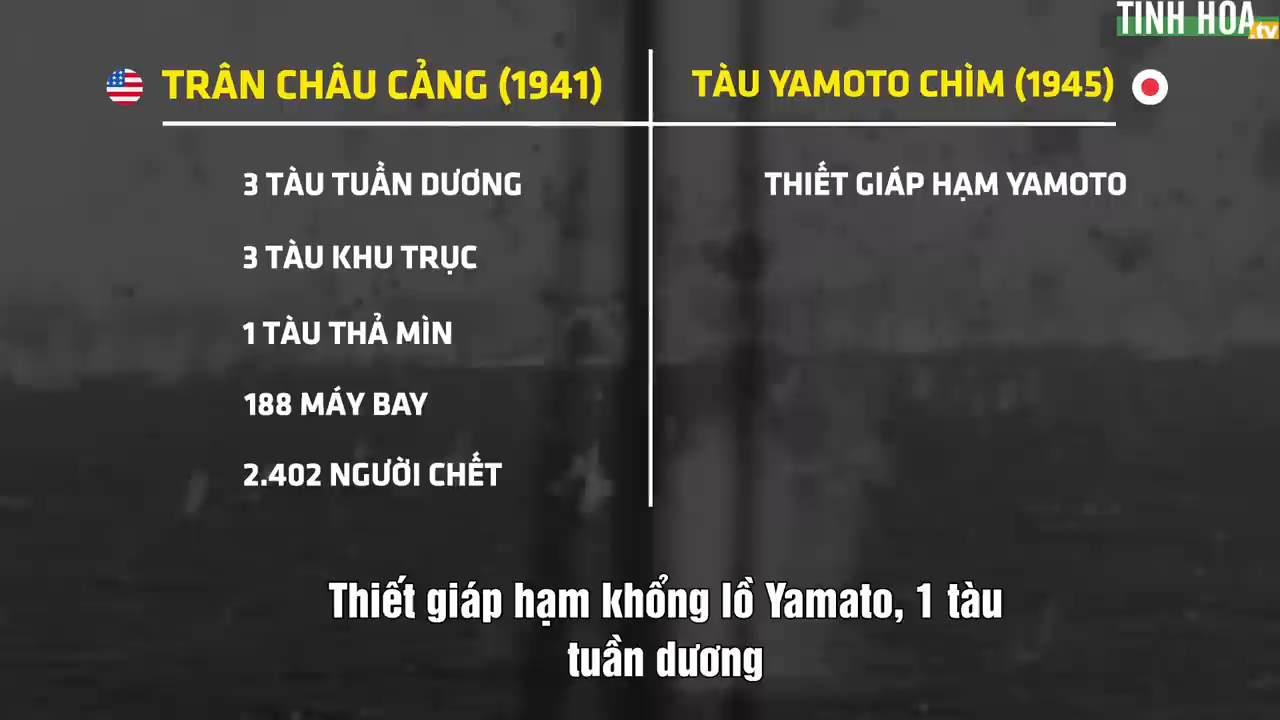 TINH HOA
.tv
TRÂN CHÂU CẢNG (1941)
3 TÀU TUẦN DƯƠNG
3 TÀU KHU TRỤC
1 TÀU THẢ MÌN
188 MÁY BAY
2.402 NGƯỜI CHẾT
TÀU YAMOTO CHÌM (1945)
THIẾT GIÁP HẠM YAMOTO
Thiết giáp hạm khổng lồ Yamato, 1 tàu
tuần dương